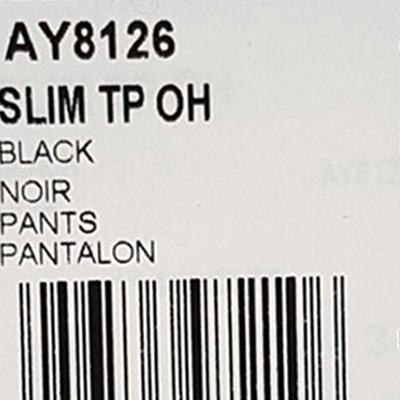 AY8126
SLIM TP OH
BLACK
NOIR
PANTS
PANTALON